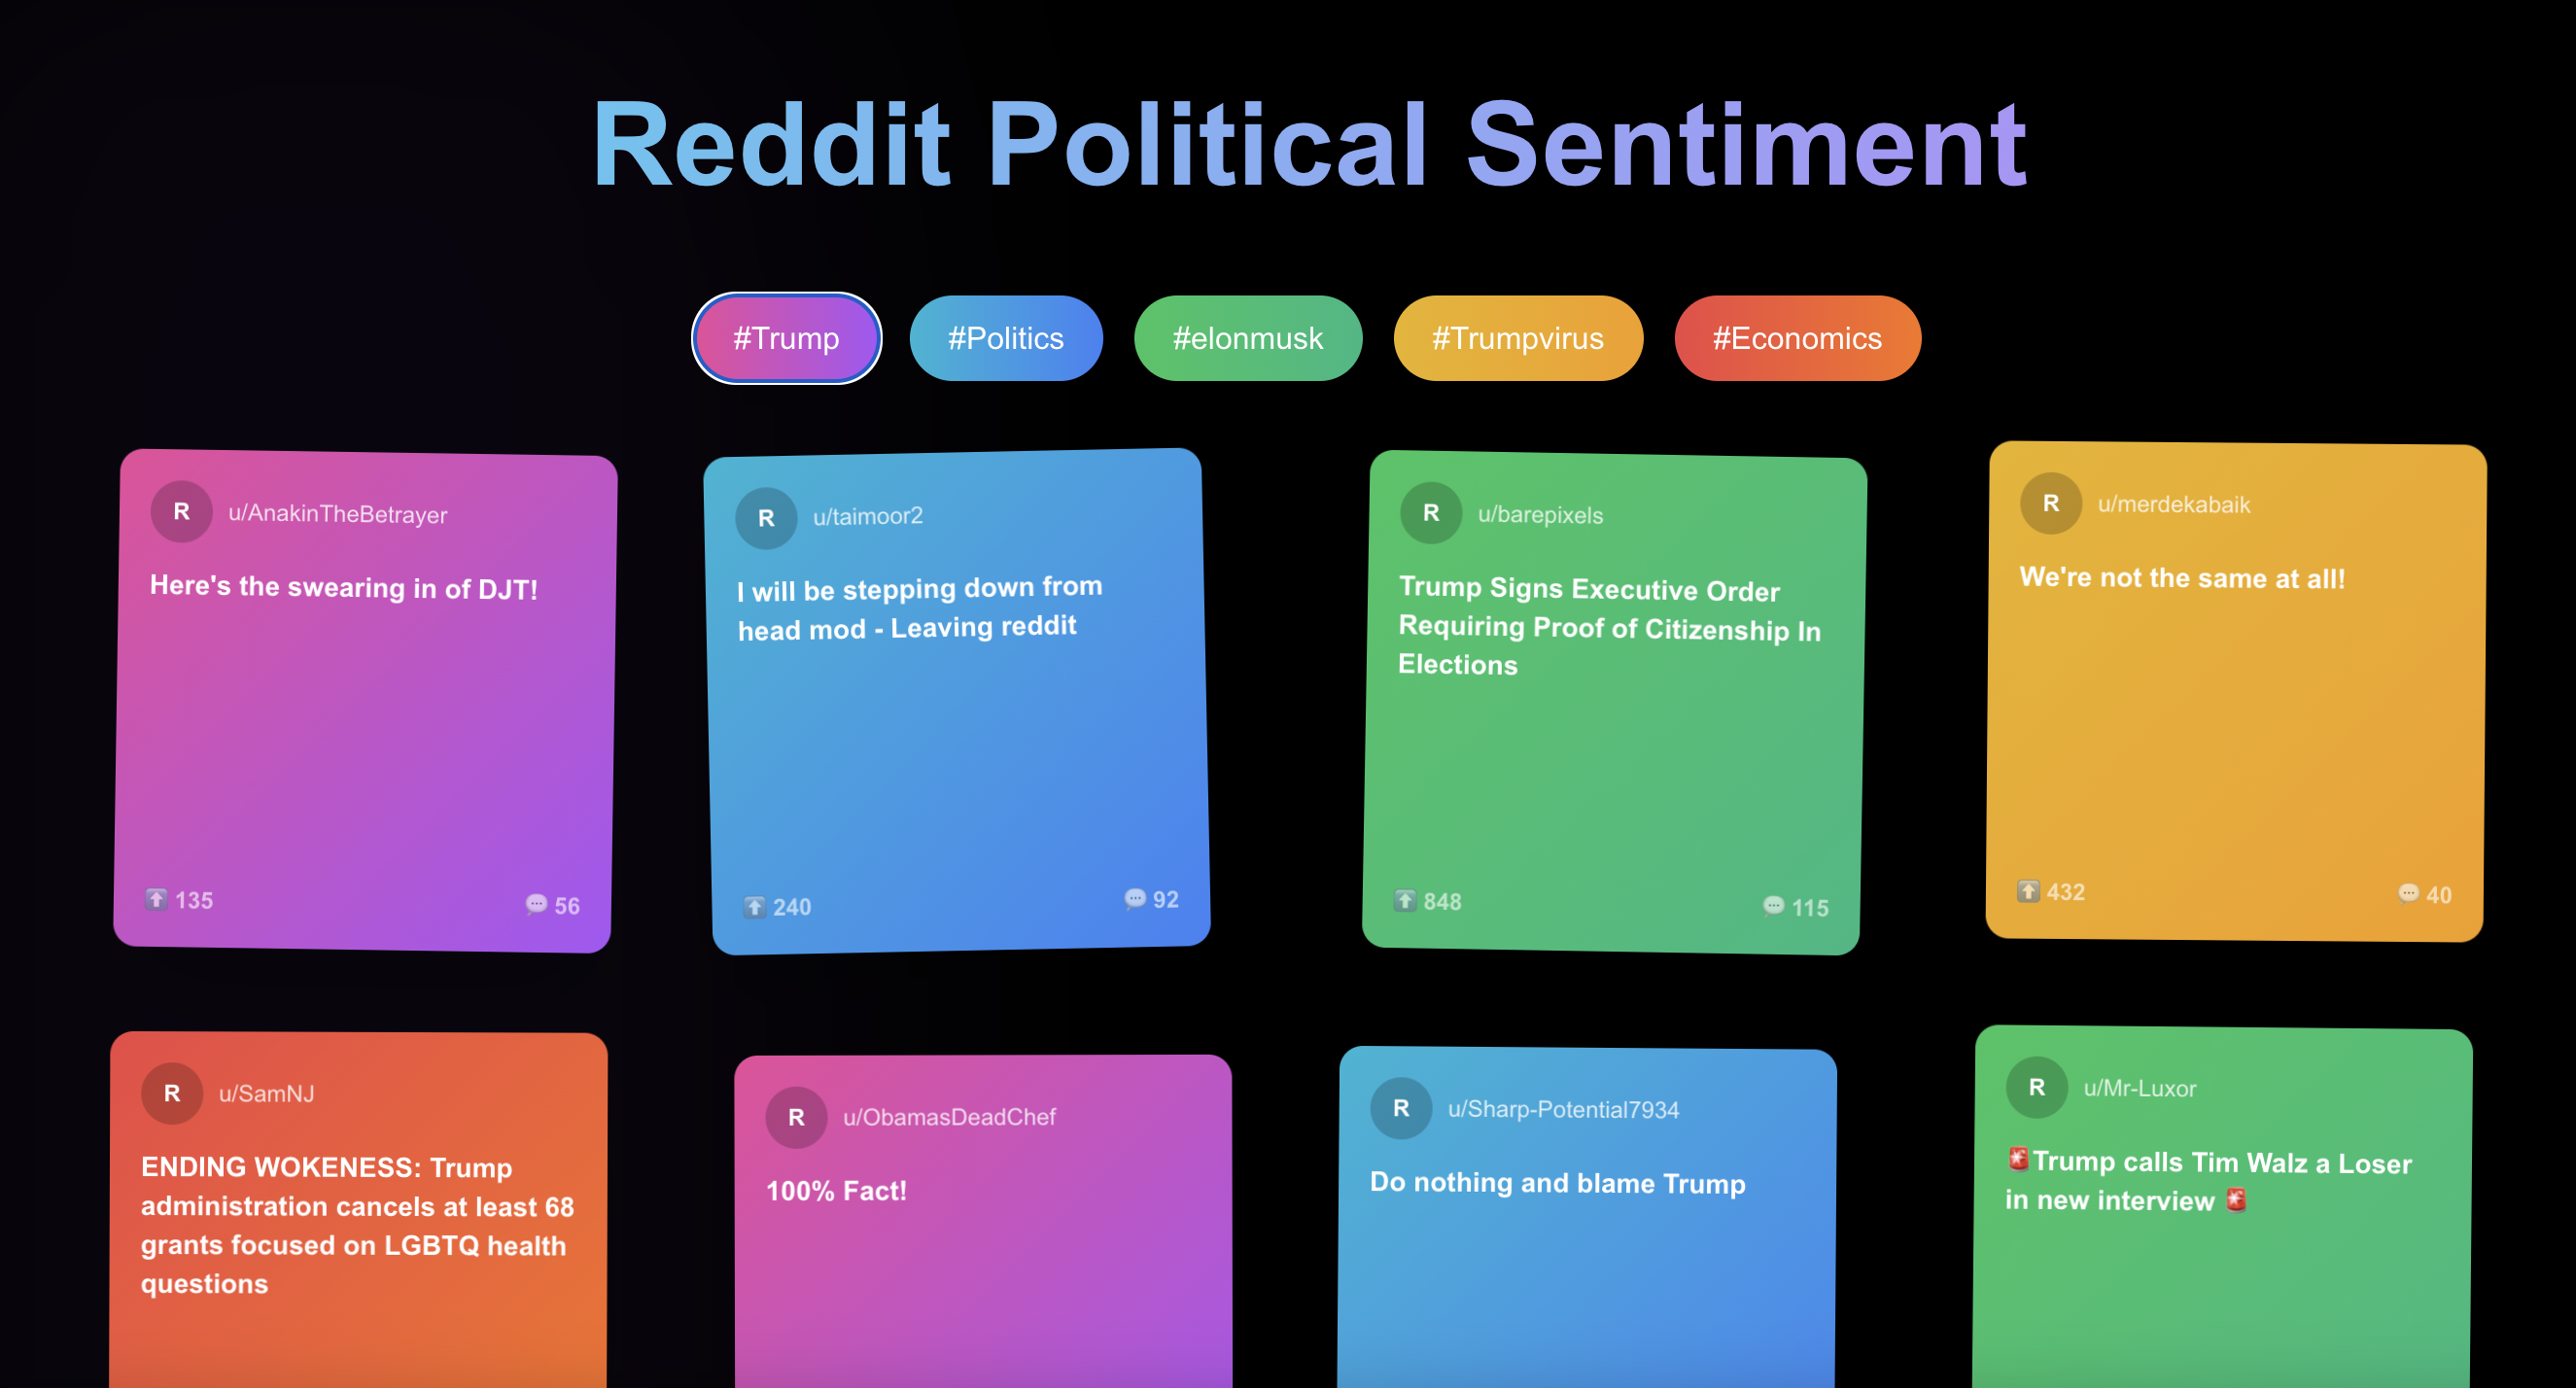 Reddit Political Sentiment
#Trump
#Politics
#elonmusk
#Trumpvirus
#Economics
R
u/AnakinTheBetrayer
Here's the swearing in of DJT!
135
56
R
u/taimoor2
I will be stepping down from
head mod - Leaving reddit
240
92
R
u/barepixels
Trump Signs Executive Order
Requiring Proof of Citizenship In
Elections
848
115
R
u/merdekabaik
We're not the same at all!
432
40
R
u/SamNJ
ENDING WOKENESS: Trump
administration cancels at least 68
grants focused on LGBTQ health
questions
R
u/ObamasDeadChef
100% Fact!
R
u/Sharp-Potential7934
Do nothing and blame Trump
R
u/Mr-Luxor
🚨Trump calls Tim Walz a Loser
in new interview 🚨